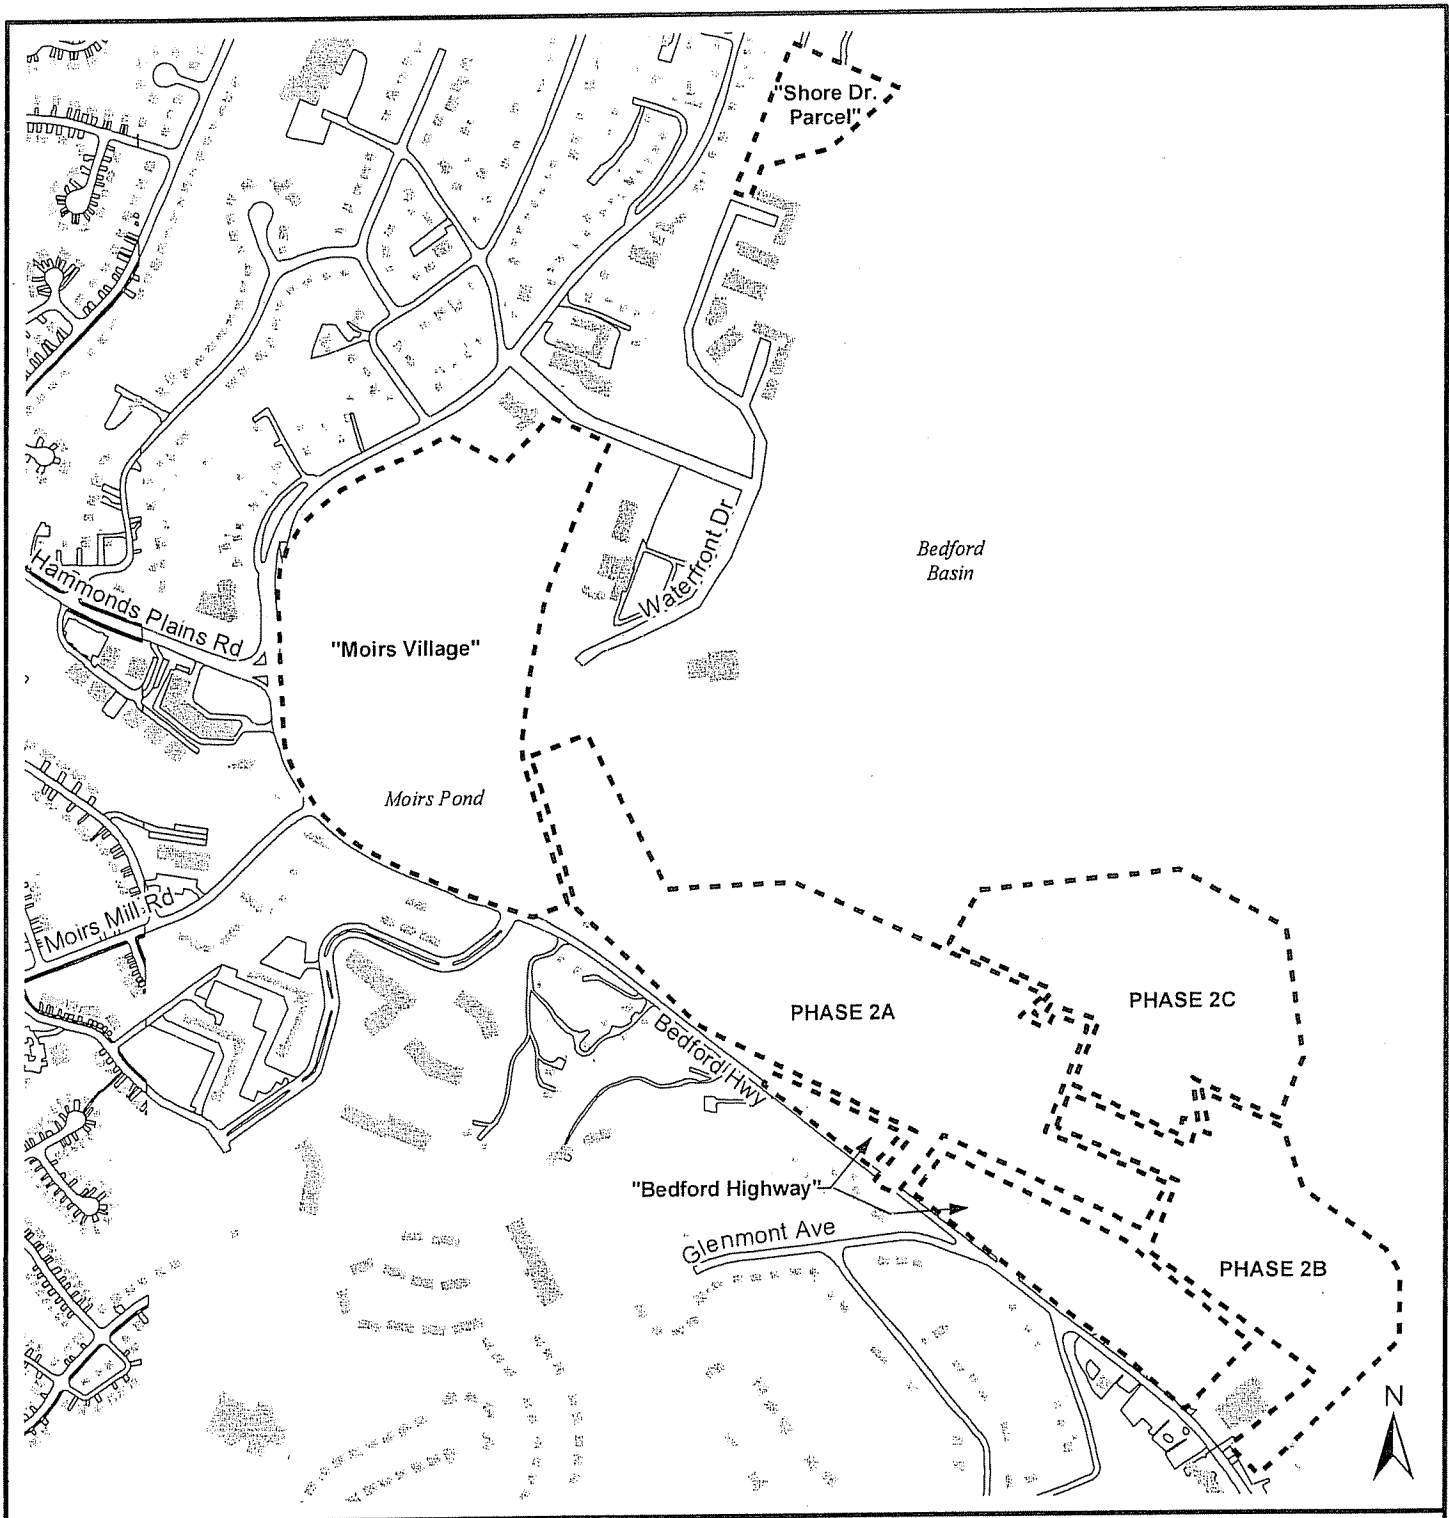 "Shore Dr.
Parcel"
Bedford
Basin
Waterfront Dr
Hammonds Plains Rd
"Moirs Village"
Moirs Pond
Moirs Mill Rd
PHASE 2A
PHASE 2C
Bedford Hwy
"Bedford Highway"
Glenmont Ave
PHASE 2B
N